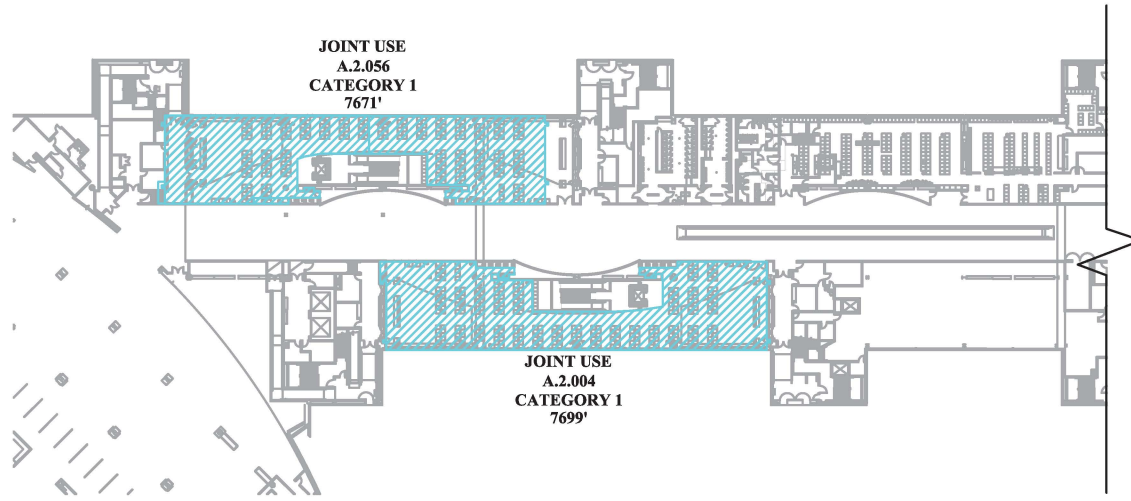 JOINT USE
A.2.056
CATEGORY 1
7671'
JOINT USE
A.2.004
CATEGORY 1
7699'